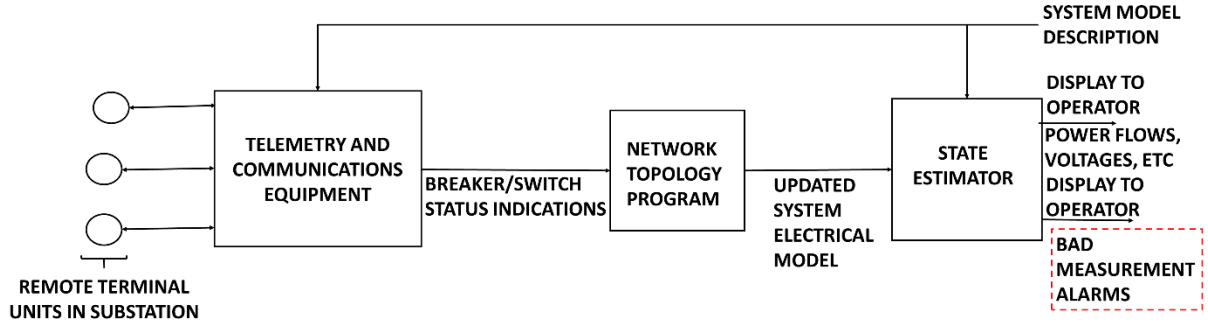 SYSTEM MODEL
DESCRIPTION
DISPLAY TO
OPERATOR
TELEMETRY AND
COMMUNICATIONS
EQUIPMENT
BREAKER/SWITCH
STATUS INDICATIONS
NETWORK
TOPOLOGY
PROGRAM
UPDATED
SYSTEM
ELECTRICAL
MODEL
STATE
ESTIMATOR
POWER FLOWS,
VOLTAGES, ETC
DISPLAY TO
OPERATOR
BAD
MEASUREMENT
ALARMS
REMOTE TERMINAL
UNITS IN SUBSTATION